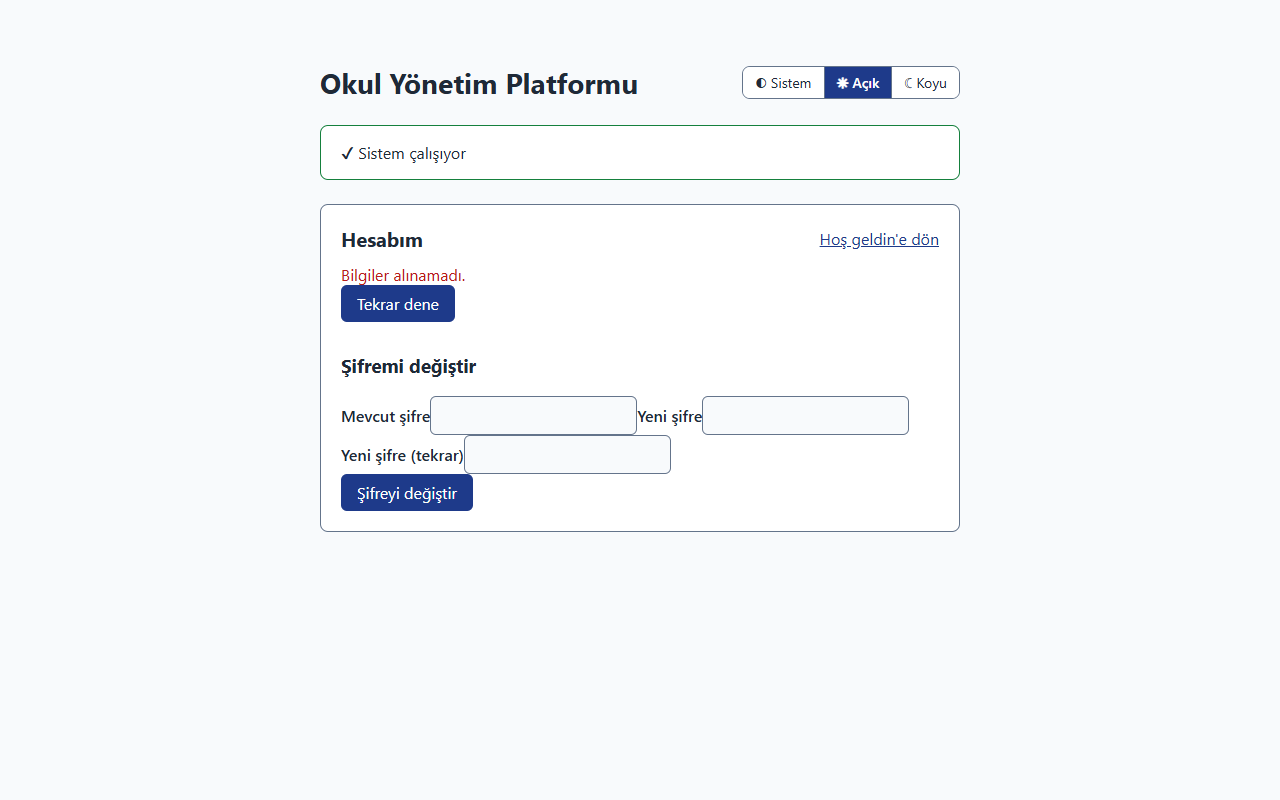 Okul Yönetim Platformu
◐ Sistem ❋ Açık ☾ Koyu
✓ Sistem çalışıyor
Hesabım Hoş geldin'e dön
Bilgiler alınamadı.
Tekrar dene
Şifremi değiştir
Mevcut şifre Yeni şifre
Yeni şifre (tekrar)
Şifreyi değiştir